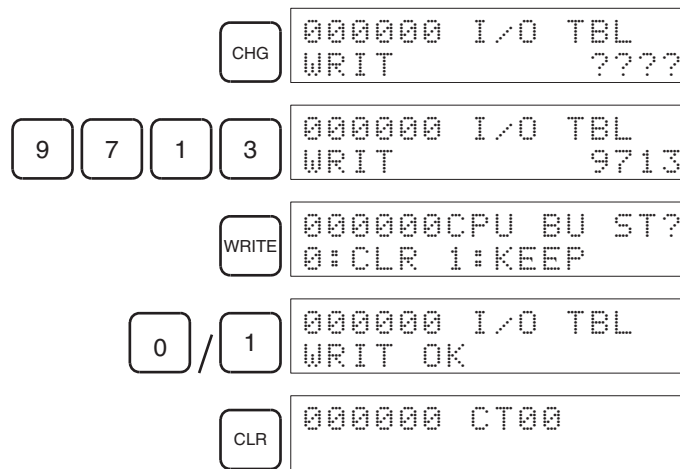 CHG
000000 I/O TBL
WRIT ????
9 7 1 3
000000 I/O TBL
WRIT 9713
WRITE
000000CPU BU ST?
0:CLR 1:KEEP
0 / 1
000000 I/O TBL
WRIT OK
CLR
000000 CT00